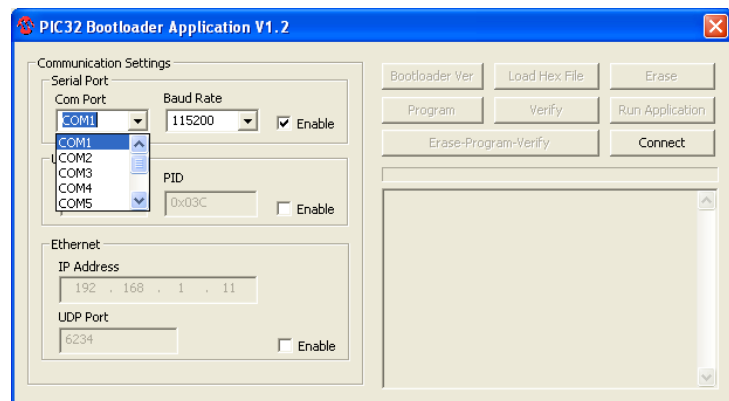 PIC32 Bootloader Application V1.2
Communication Settings
Serial Port
Com Port Baud Rate
COM1 115200 Enable
COM1
COM2
COM3
COM4
COM5
PID
0x03C Enable
Ethernet
IP Address
192 . 168 . 1 . 11
UDP Port
6234 Enable
Bootloader Ver Load Hex File Erase
Program Verify Run Application
Erase-Program-Verify Connect